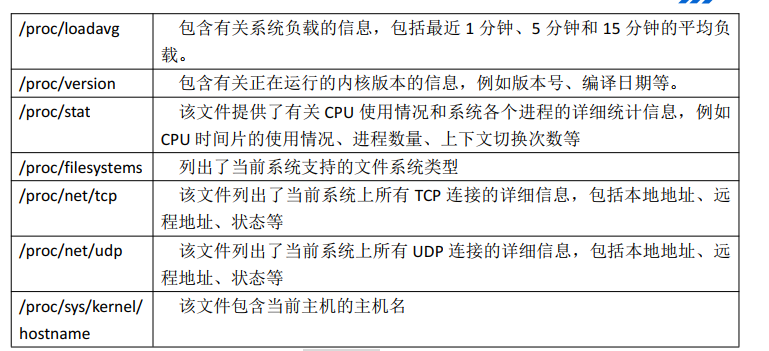 /proc/loadavg 包含有关系统负载的信息，包括最近 1 分钟、5 分钟和 15 分钟的平均负
载。
/proc/version 包含有关正在运行的内核版本的信息，例如版本号、编译日期等。
/proc/stat 该文件提供了有关 CPU 使用情况和系统各个进程的详细统计信息，例如
CPU 时间片的使用情况、进程数量、上下文切换次数等
/proc/filesystems 列出了当前系统支持的文件系统类型
/proc/net/tcp 该文件列出了当前系统上所有 TCP 连接的详细信息，包括本地地址、远
程地址、状态等
/proc/net/udp 该文件列出了当前系统上所有 UDP 连接的详细信息，包括本地地址、远
程地址、状态等
/proc/sys/kernel/ 该文件包含当前主机的主机名
hostname